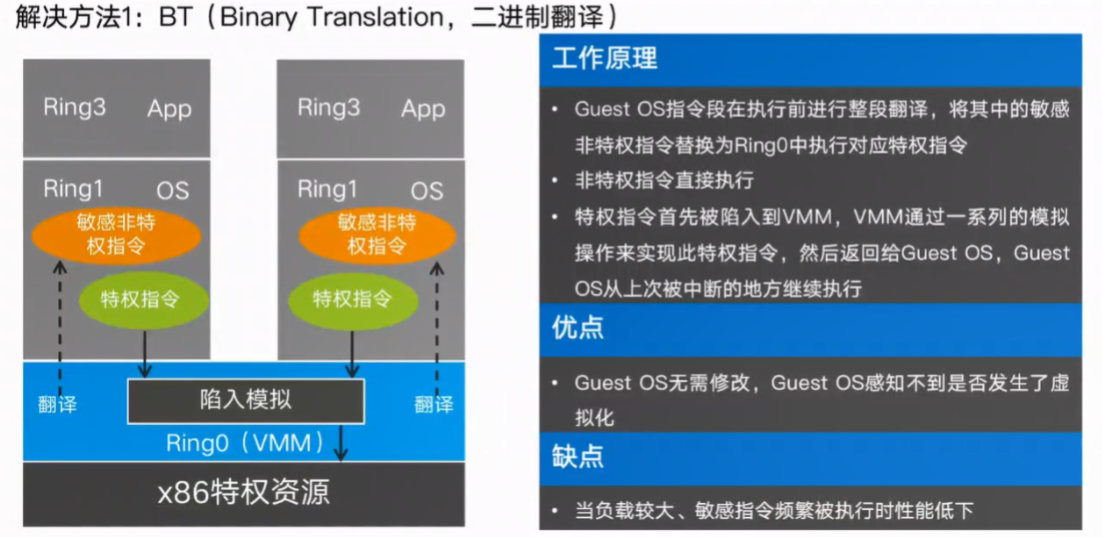 解决方法1：BT（Binary Translation，二进制翻译）
Ring3 App
Ring3 App
Ring1 OS
敏感非特
权指令
特权指令
Ring1 OS
敏感非特
权指令
特权指令
翻译
陷入模拟
翻译
Ring0（VMM）
x86特权资源
工作原理
• Guest OS指令段在执行前进行整段翻译，将其中的敏感
非特权指令替换为Ring0中执行对应特权指令
• 非特权指令直接执行
• 特权指令首先被陷入到VMM，VMM通过一系列的模拟
操作来实现此特权指令，然后返回给Guest OS，Guest
OS从上次被中断的地方继续执行
优点
• Guest OS无需修改，Guest OS感知不到是否发生了虚
拟化
缺点
• 当负载较大、敏感指令频繁被执行时性能低下